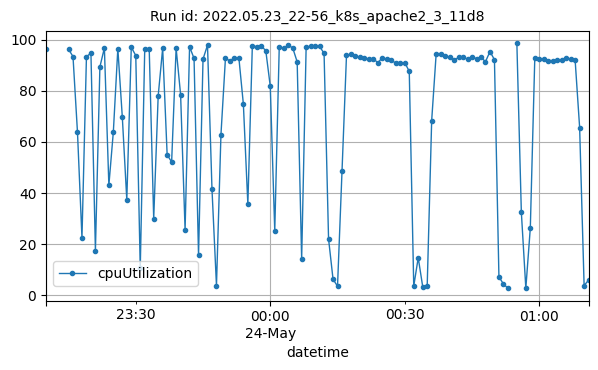 Run id: 2022.05.23_22-56_k8s_apache2_3_11d8
100
80
60
40
20
0
cpuUtilization
23:30
00:00
24-May
00:30
01:00
datetime